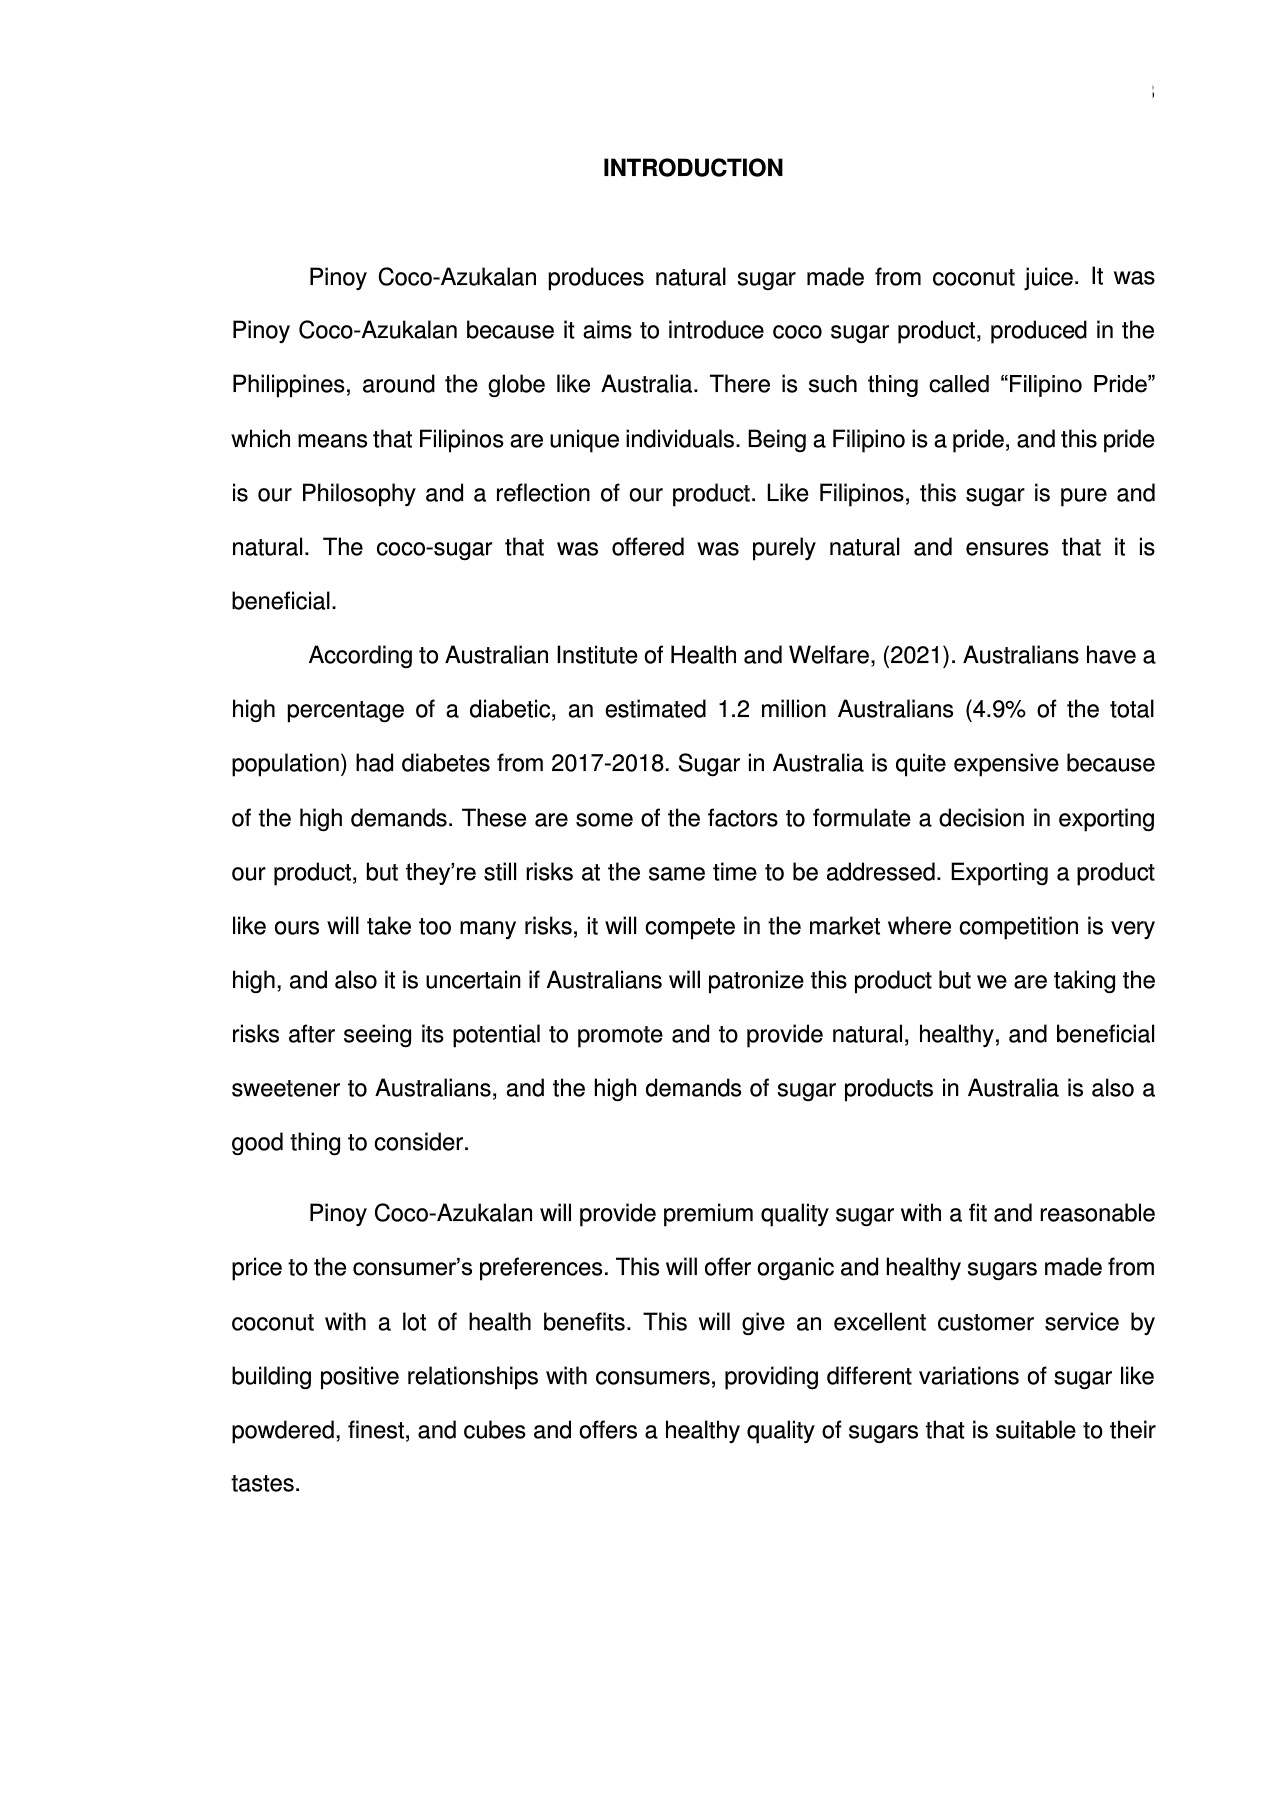 INTRODUCTION
Pinoy Coco-Azukalan produces natural sugar made from coconut juice. It was
Pinoy Coco-Azukalan because it aims to introduce coco sugar product, produced in the
Philippines, around the globe like Australia. There is such thing called “Filipino Pride”
which means that Filipinos are unique individuals. Being a Filipino is a pride, and this pride
is our Philosophy and a reflection of our product. Like Filipinos, this sugar is pure and
natural. The coco-sugar that was offered was purely natural and ensures that it is
beneficial.
According to Australian Institute of Health and Welfare, (2021). Australians have a
high percentage of a diabetic, an estimated 1.2 million Australians (4.9% of the total
population) had diabetes from 2017-2018. Sugar in Australia is quite expensive because
of the high demands. These are some of the factors to formulate a decision in exporting
our product, but they’re still risks at the same time to be addressed. Exporting a product
like ours will take too many risks, it will compete in the market where competition is very
high, and also it is uncertain if Australians will patronize this product but we are taking the
risks after seeing its potential to promote and to provide natural, healthy, and beneficial
sweetener to Australians, and the high demands of sugar products in Australia is also a
good thing to consider.
Pinoy Coco-Azukalan will provide premium quality sugar with a fit and reasonable
price to the consumer’s preferences. This will offer organic and healthy sugars made from
coconut with a lot of health benefits. This will give an excellent customer service by
building positive relationships with consumers, providing different variations of sugar like
powdered, finest, and cubes and offers a healthy quality of sugars that is suitable to their
tastes.